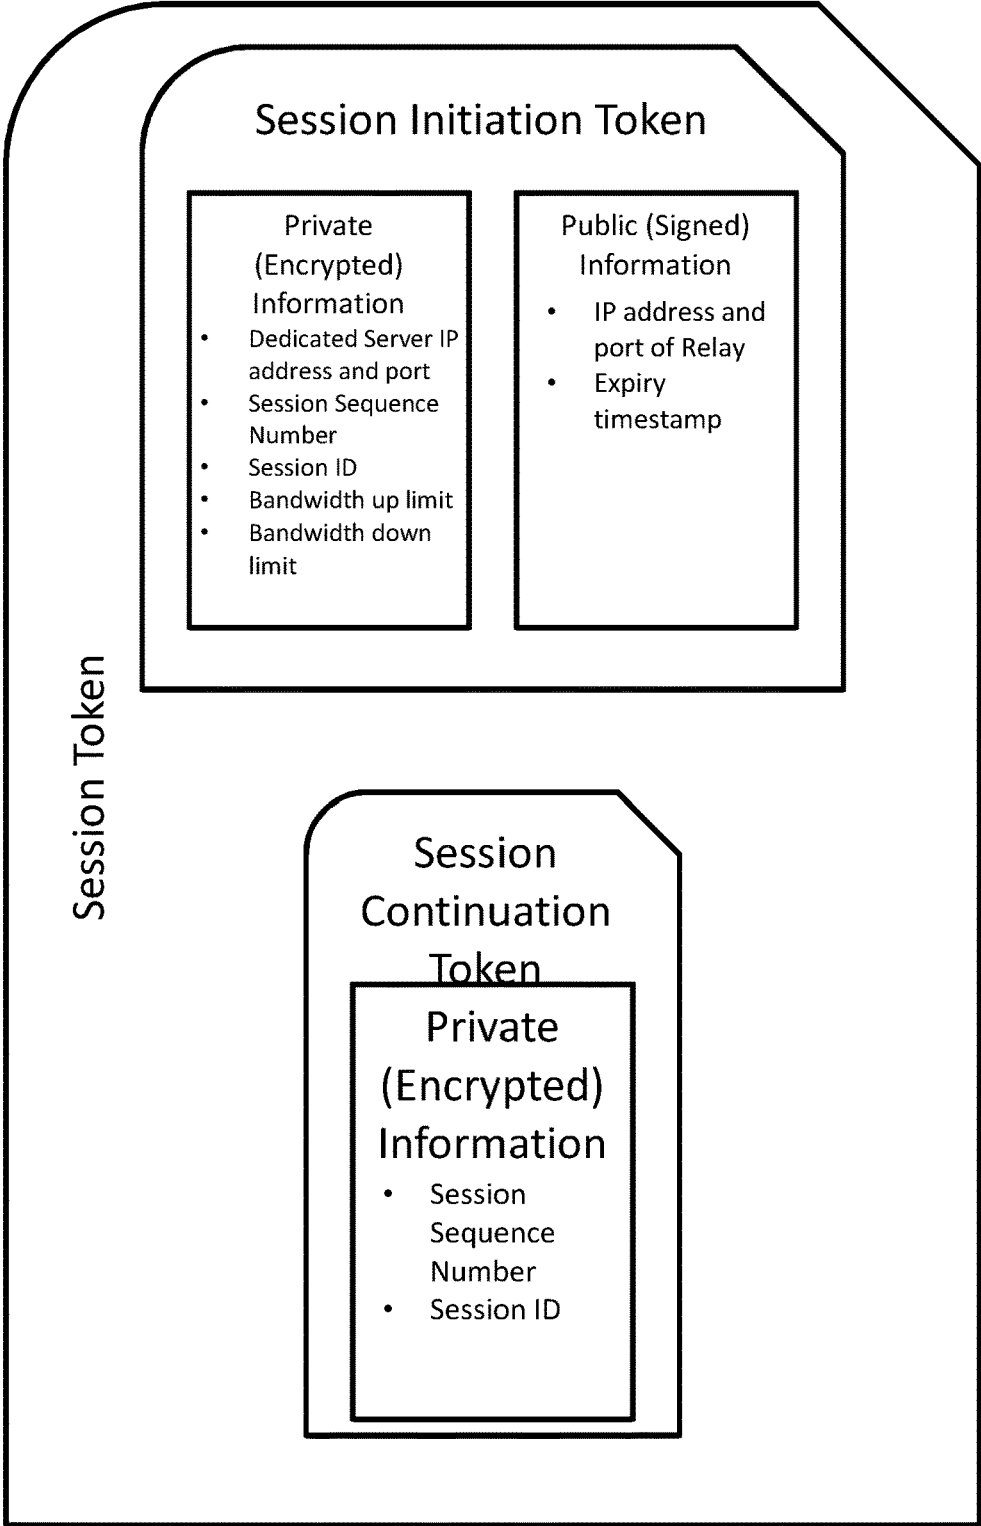 Session Initiation Token
Private
(Encrypted)
Information
• Dedicated Server IP
address and port
• Session Sequence
Number
• Session ID
• Bandwidth up limit
• Bandwidth down
limit
Public (Signed)
Information
• IP address and
port of Relay
• Expiry
timestamp
Session Token
Session
Continuation
Token
Private
(Encrypted)
Information
• Session
Sequence
Number
• Session ID